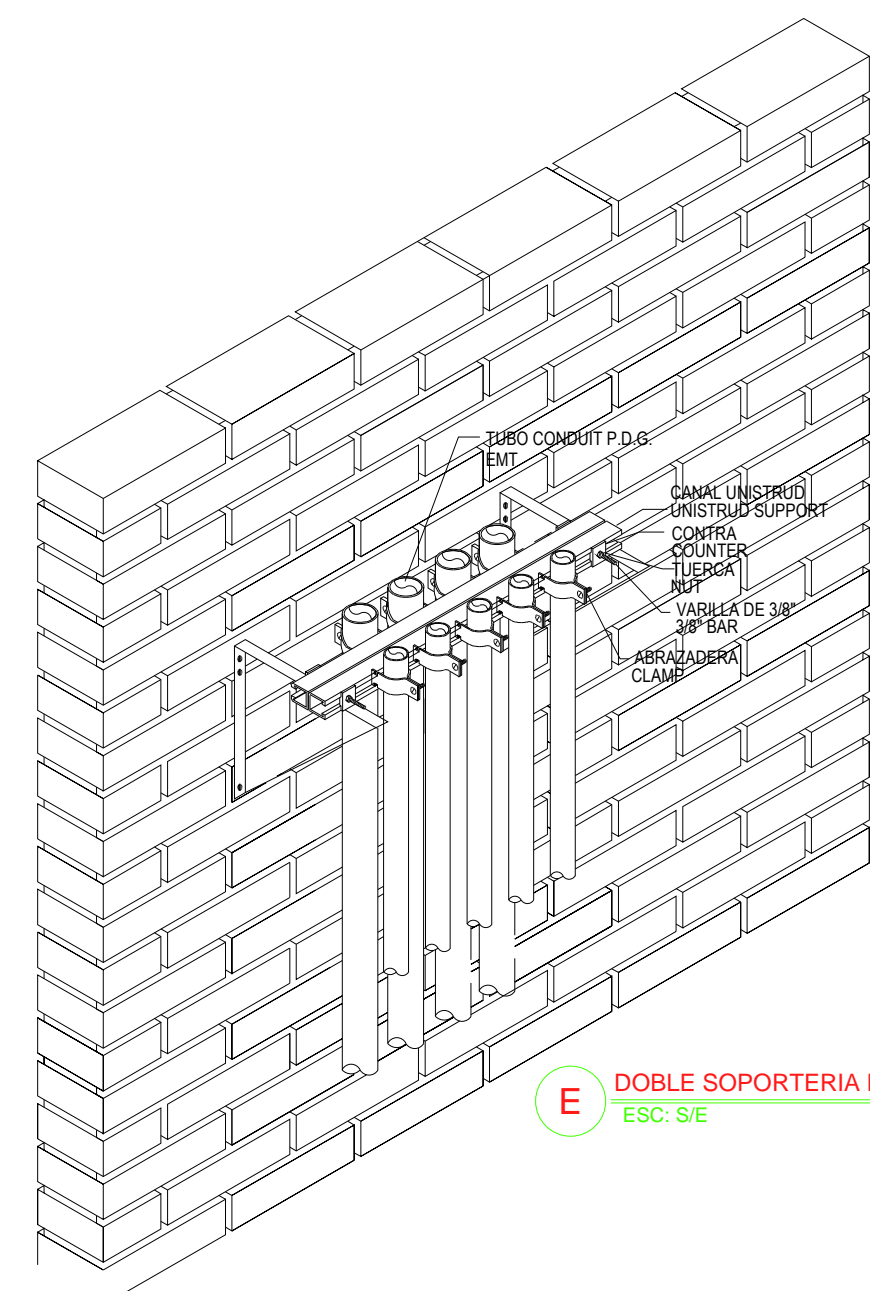 TUBO CONDUIT P.D.G.
EMT
CANAL UNISTRUD
UNISTRUD SUPPORT
CONTRA
COUNTER
TUERCA
NUT
VARILLA DE 3/8"
3/8" BAR
ABRAZADERA
CLAMP
E
DOBLE SOPORTERIA
ESC: S/E